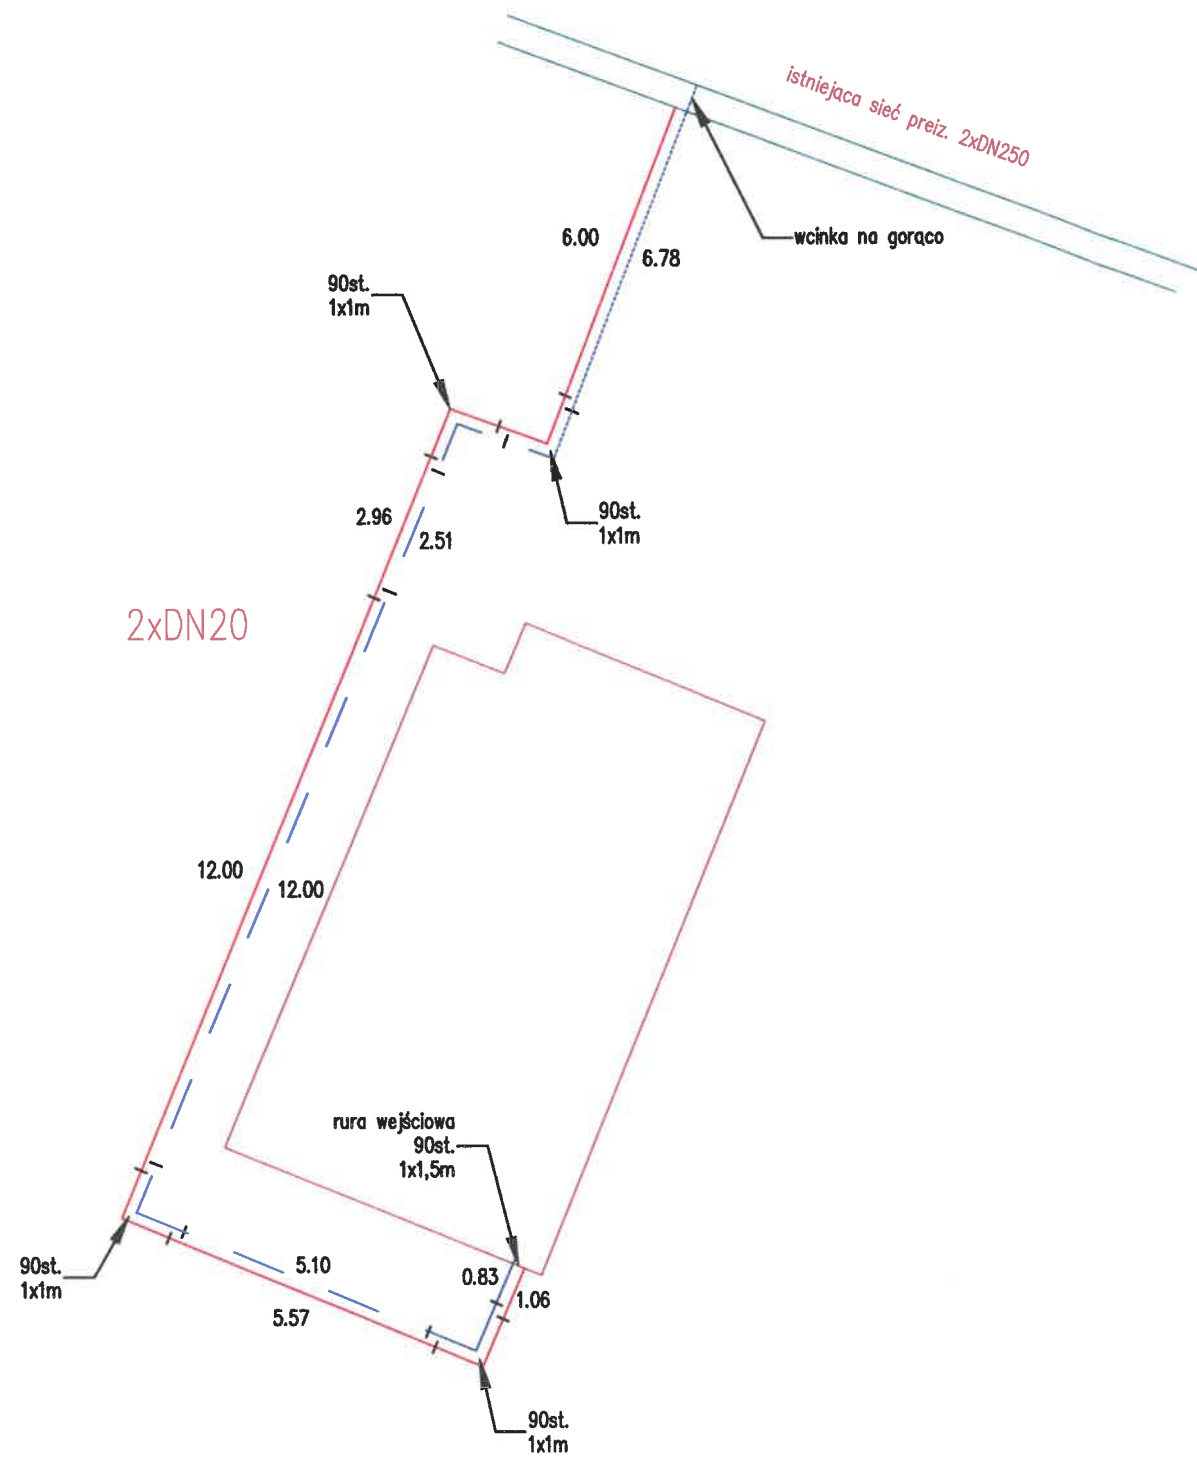 istniejąca sieć preiz. 2xDN250
wcinka na gorąco
6.00
6.78
90st.
1x1m
90st.
1x1m
2.96
2.51
2xDN20
12.00
12.00
rura wejściowa
90st.
1x1,5m
90st.
1x1m
5.10
5.57
0.83
1.06
90st.
1x1m